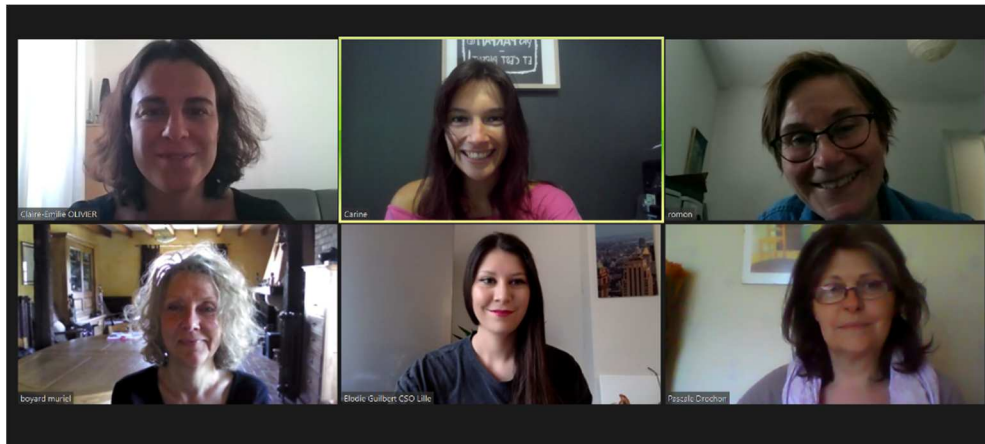 Claire-Emilie OLIVIER
Carine
romon
boyard muriel
Elodie Guilbert CSO Lille
Pascale Drochon